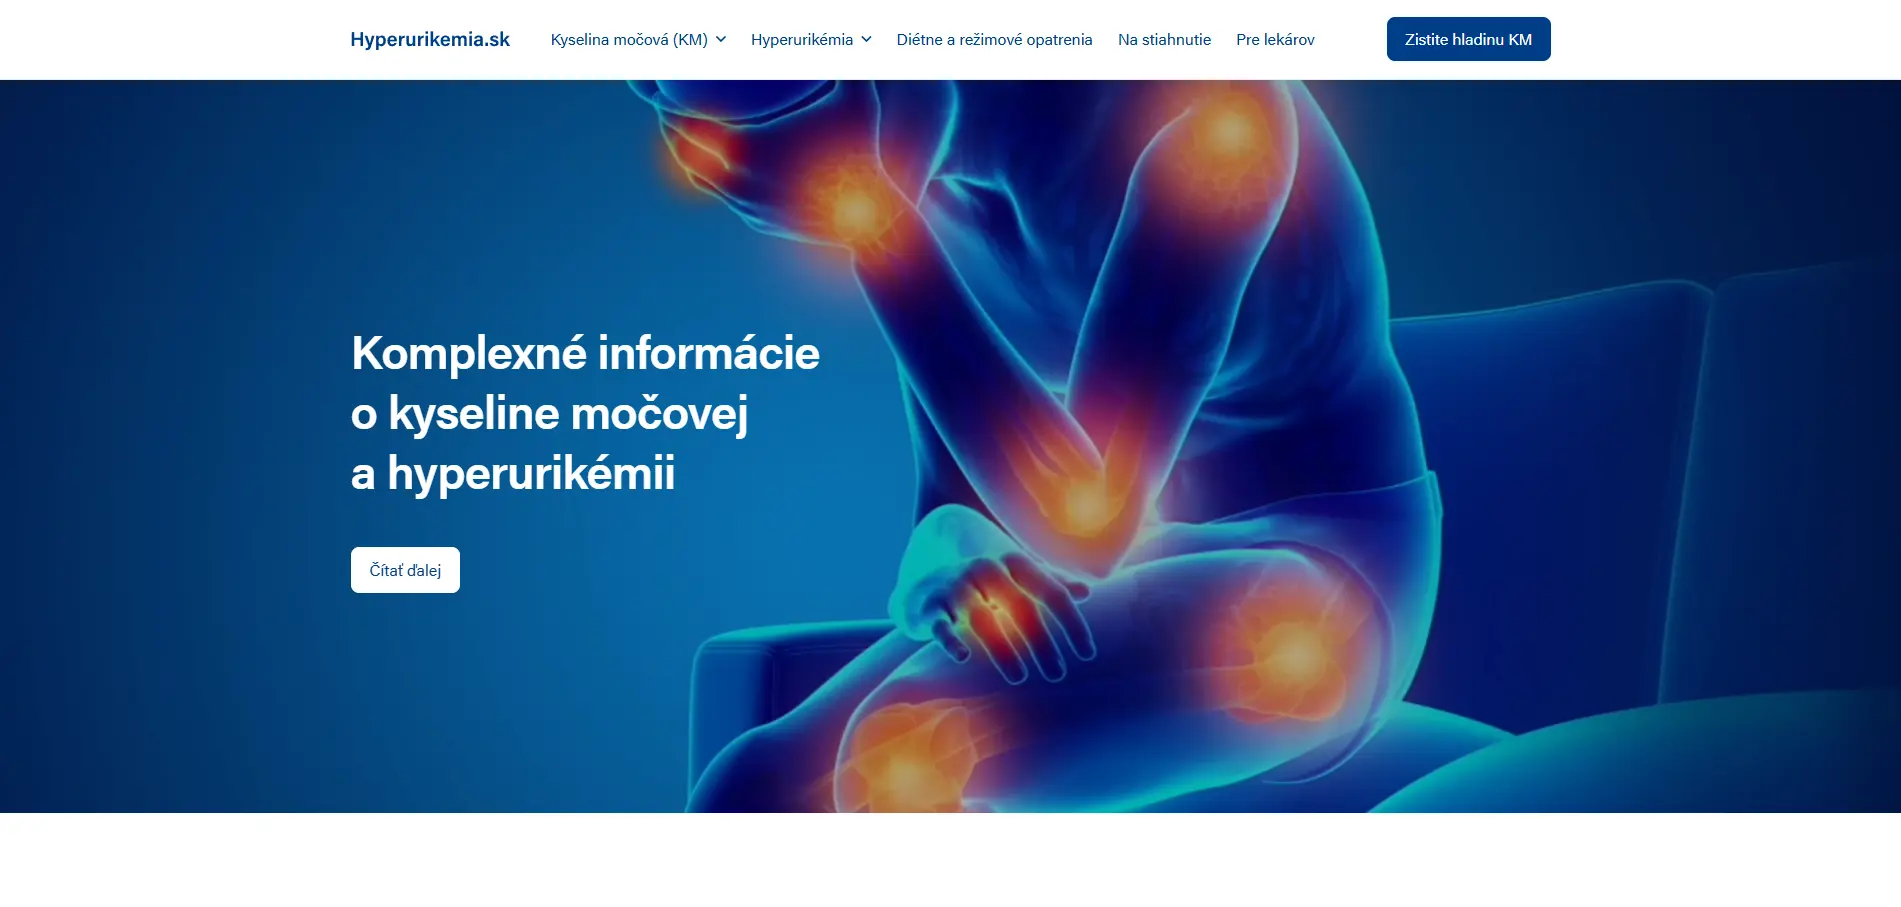 Hyperurikemia.sk
Kyselina močová (KM)
Hyperurikémia
Diétne a režimové opatrenia
Na stiahnutie
Pre lekárov
Zistite hladinu KM
Komplexné informácie
o kyseline močovej
a hyperurikémii
Čítať ďalej